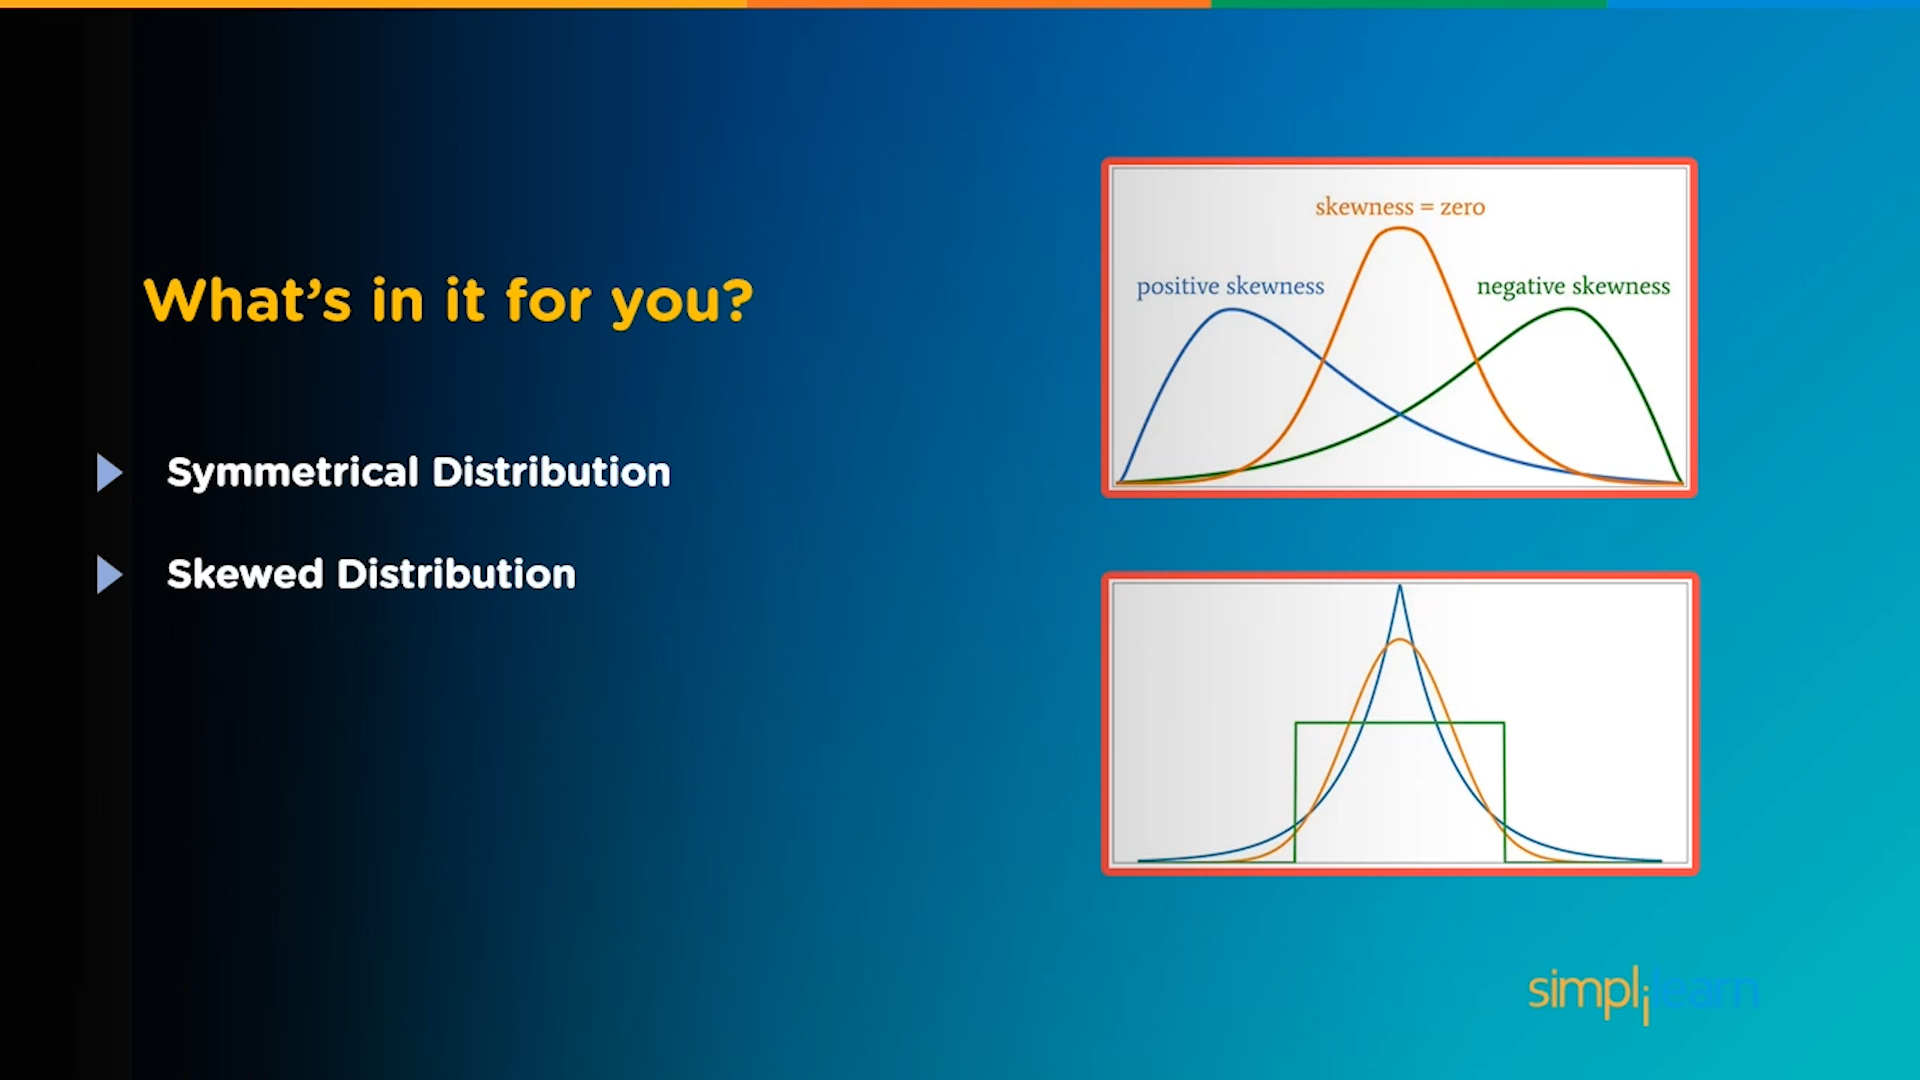 What’s in it for you?
Symmetrical Distribution
Skewed Distribution
skewness = zero
positive skewness
negative skewness
simplilearn